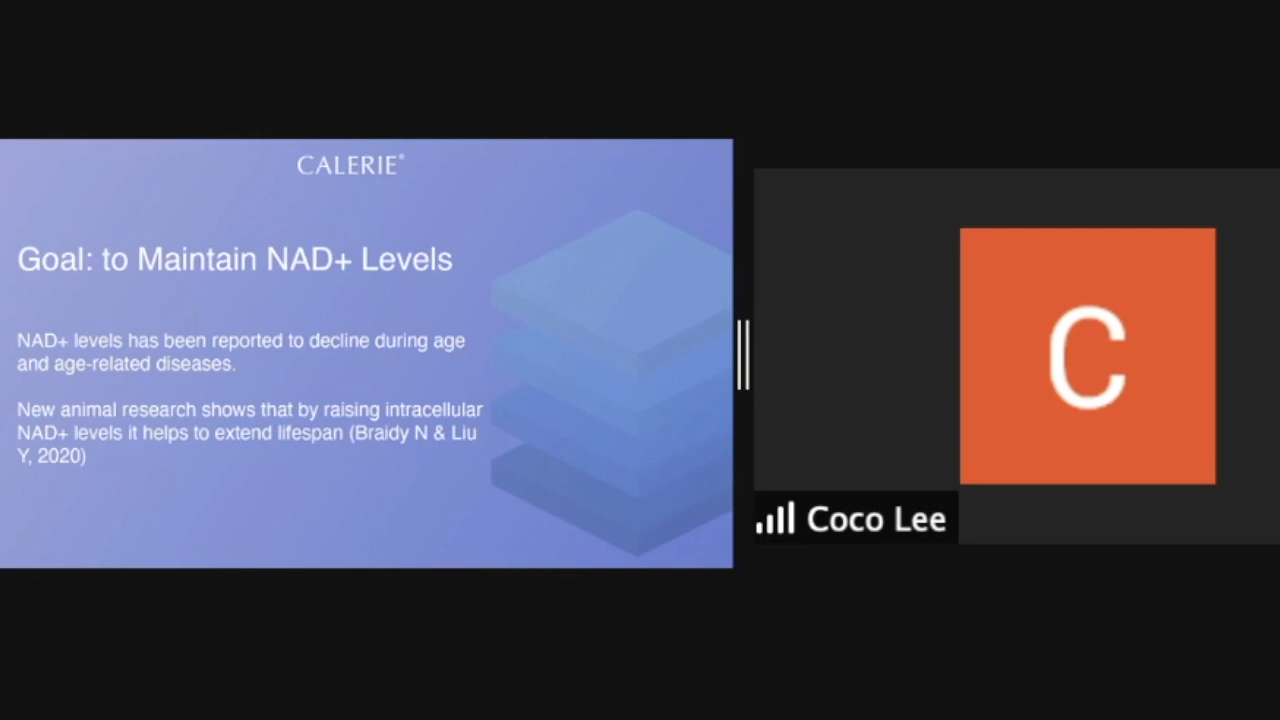 CALERIE®
Goal: to Maintain NAD+ Levels
NAD+ levels has been reported to decline during age
and age-related diseases.
New animal research shows that by raising intracellular
NAD+ levels it helps to extend lifespan (Braidy N & Liu
Y, 2020)
C
Coco Lee